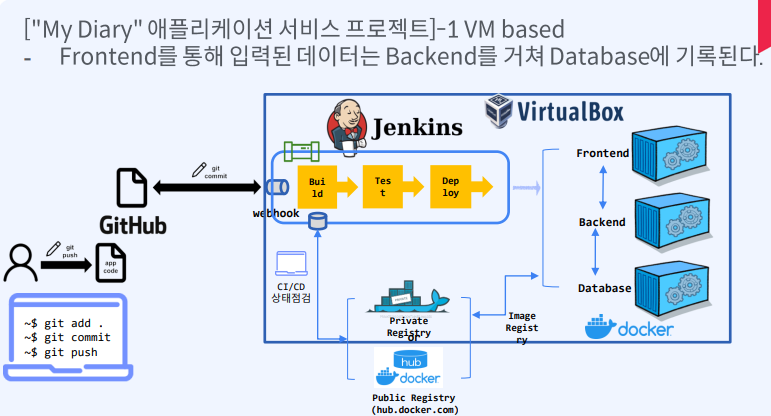 ["My Diary" 애플리케이션 서비스 프로젝트]-1 VM based
- Frontend를 통해 입력된 데이터는 Backend를 거쳐 Database에 기록된다.
Jenkins
VirtualBox
git
commit
Bui
ld
Tes
t
Dep
loy
webhook
GitHub
git
push
app
code
~$ git add .
~$ git commit
~$ git push
CI/CD
상태점검
Private
Registry
or
hub
docker
Public Registry
(hub.docker.com)
Image
Regist
ry
Frontend
Backend
Database
docker